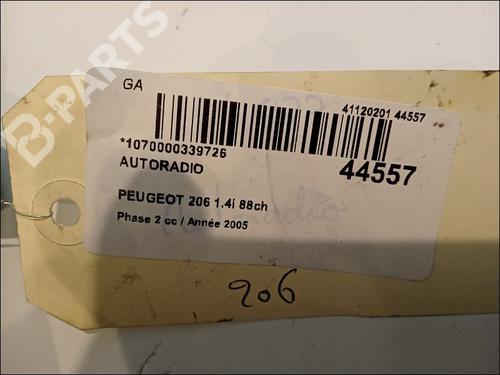 B-PARTS
GA
41120201 44557
*1070000339726
44557
AUTORADIO
PEUGEOT 206 1.4i 88ch
Phase 2 cc / Année 2005
206